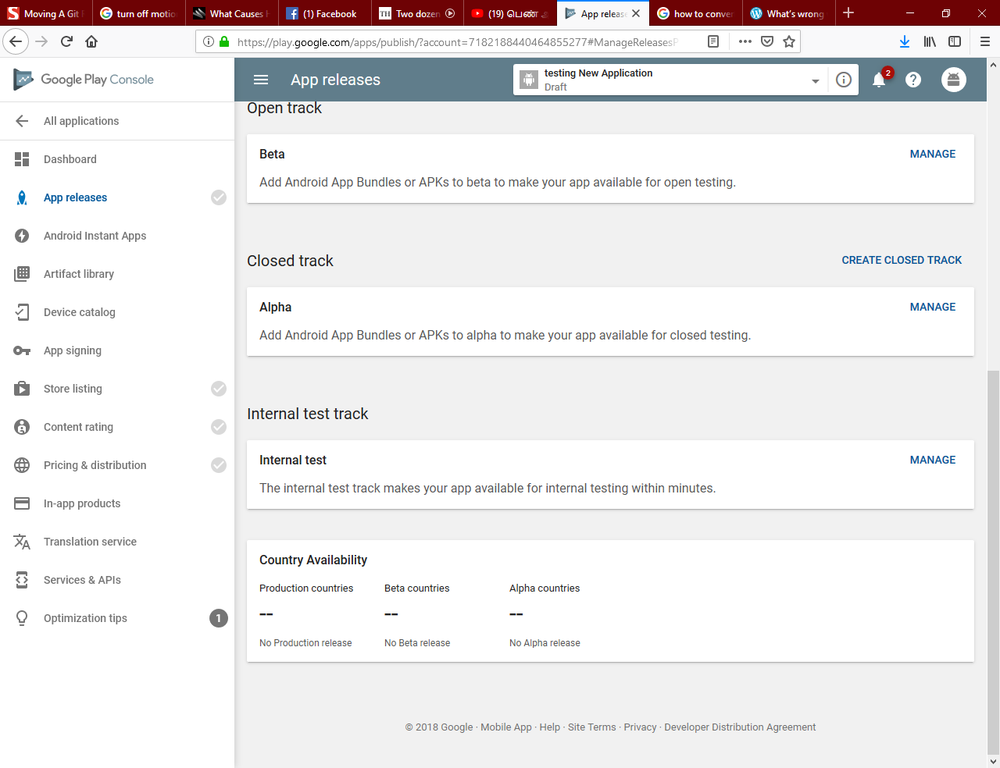 Moving A Git
turn off motio
What Causes
(1) Facebook
TH Two dozen
(19) பெண்
App release
how to conver
What's wrong
https://play.google.com/apps/publish/?account=7182188440464855277#ManageReleasesP
Google Play Console
App releases
testing New Application
Draft
2
All applications
Dashboard
App releases
Android Instant Apps
Artifact library
Device catalog
App signing
Store listing
Content rating
Pricing & distribution
In-app products
Translation service
Services & APIs
Optimization tips 1
Open track
Beta MANAGE
Add Android App Bundles or APKs to beta to make your app available for open testing.
Closed track CREATE CLOSED TRACK
Alpha MANAGE
Add Android App Bundles or APKs to alpha to make your app available for closed testing.
Internal test track
Internal test MANAGE
The internal test track makes your app available for internal testing within minutes.
Country Availability
Production countries Beta countries Alpha countries
-- -- --
No Production release No Beta release No Alpha release
© 2018 Google · Mobile App · Help · Site Terms · Privacy · Developer Distribution Agreement